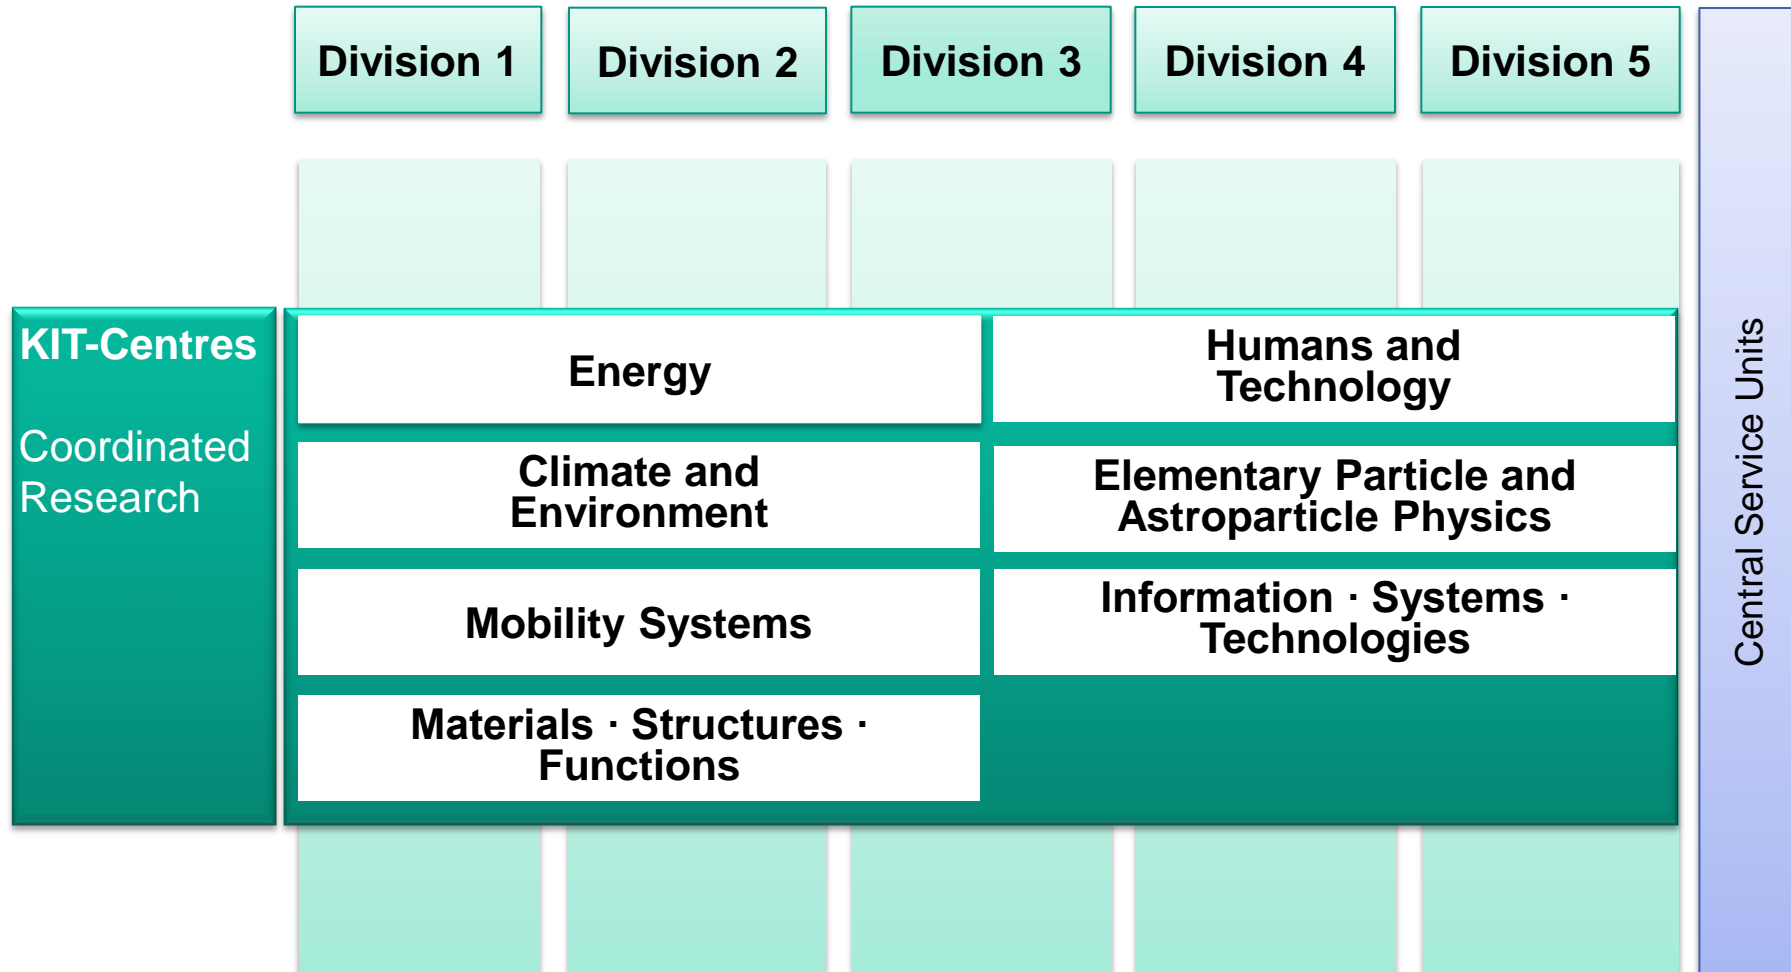 Division 1
Division 2
Division 3
Division 4
Division 5
KIT-Centres
Coordinated
Research
Energy
Humans and
Technology
Climate and
Environment
Elementary Particle and
Astroparticle Physics
Mobility Systems
Information · Systems ·
Technologies
Materials · Structures ·
Functions
Central Service Units